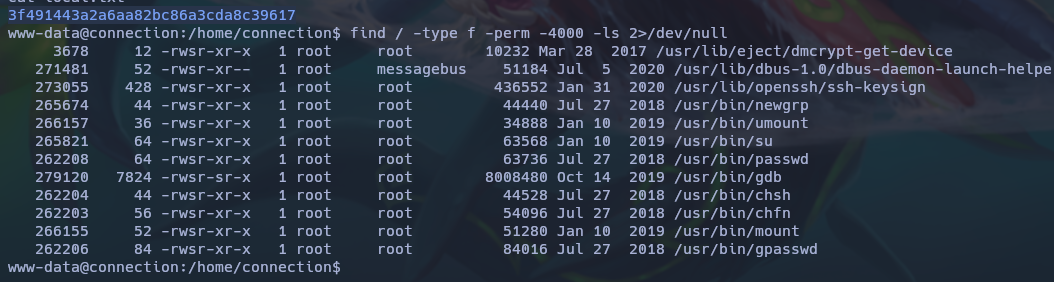 3f491443a2a6aa82bc86a3cda8c39617
www-data@connection:/home/connection$ find / -type f -perm -4000 -ls 2>/dev/null
3678 12 -rwsr-xr-x 1 root root 10232 Mar 28 2017 /usr/lib/eject/dmcrypt-get-device
271481 52 -rwsr-xr-- 1 root messagebus 51184 Jul 5 2020 /usr/lib/dbus-1.0/dbus-daemon-launch-helpe
273055 428 -rwsr-xr-x 1 root root 436552 Jan 31 2020 /usr/lib/openssh/ssh-keysign
265674 44 -rwsr-xr-x 1 root root 44440 Jul 27 2018 /usr/bin/newgrp
266157 36 -rwsr-xr-x 1 root root 34888 Jan 10 2019 /usr/bin/umount
265821 64 -rwsr-xr-x 1 root root 63568 Jan 10 2019 /usr/bin/su
262208 64 -rwsr-xr-x 1 root root 63736 Jul 27 2018 /usr/bin/passwd
279120 7824 -rwsr-sr-x 1 root root 8008480 Oct 14 2019 /usr/bin/gdb
262204 44 -rwsr-xr-x 1 root root 44528 Jul 27 2018 /usr/bin/chsh
262203 56 -rwsr-xr-x 1 root root 54096 Jul 27 2018 /usr/bin/chfn
266155 52 -rwsr-xr-x 1 root root 51280 Jan 10 2019 /usr/bin/mount
262206 84 -rwsr-xr-x 1 root root 84016 Jul 27 2018 /usr/bin/gpasswd
www-data@connection:/home/connection$